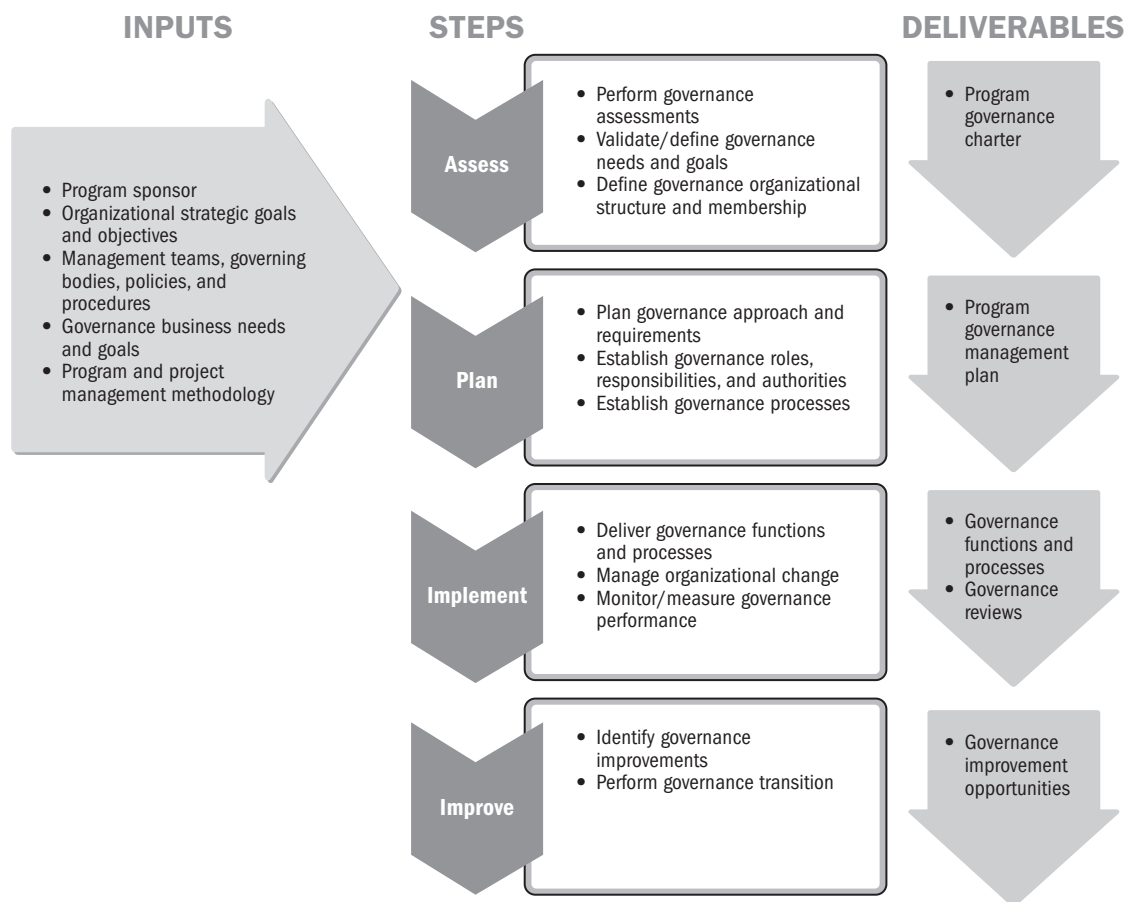 INPUTS
STEPS
DELIVERABLES
• Program sponsor
• Organizational strategic goals
and objectives
• Management teams, governing
bodies, policies, and
procedures
• Governance business needs
and goals
• Program and project
management methodology
Assess
• Perform governance
assessments
• Validate/define governance
needs and goals
• Define governance organizational
structure and membership
• Program
governance
charter
Plan
• Plan governance approach and
requirements
• Establish governance roles,
responsibilities, and authorities
• Establish governance processes
• Program
governance
management
plan
Implement
• Deliver governance functions
and processes
• Manage organizational change
• Monitor/measure governance
performance
• Governance
functions and
processes
• Governance
reviews
Improve
• Identify governance
improvements
• Perform governance transition
• Governance
improvement
opportunities